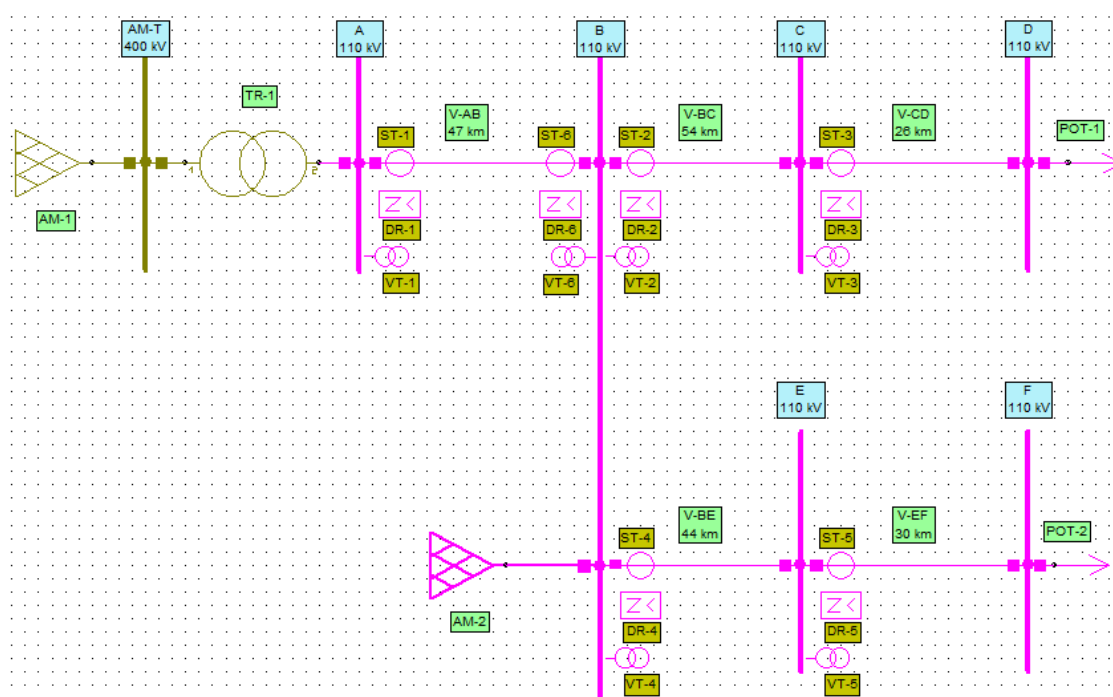 AM-T
400 kV
A
110 kV
B
110 kV
C
110 kV
D
110 kV
TR-1
V-AB
47 km
V-BC
54 km
V-CD
26 km
ST-1
ST-6
ST-2
ST-3
POT-1
1
2
Z<
Z<
Z<
Z<
AM-1
DR-1
DR-6
DR-2
DR-3
VT-1
VT-6
VT-2
VT-3
E
110 kV
F
110 kV
V-BE
44 km
V-EF
30 km
ST-4
ST-5
POT-2
Z<
Z<
AM-2
DR-4
DR-5
VT-4
VT-5